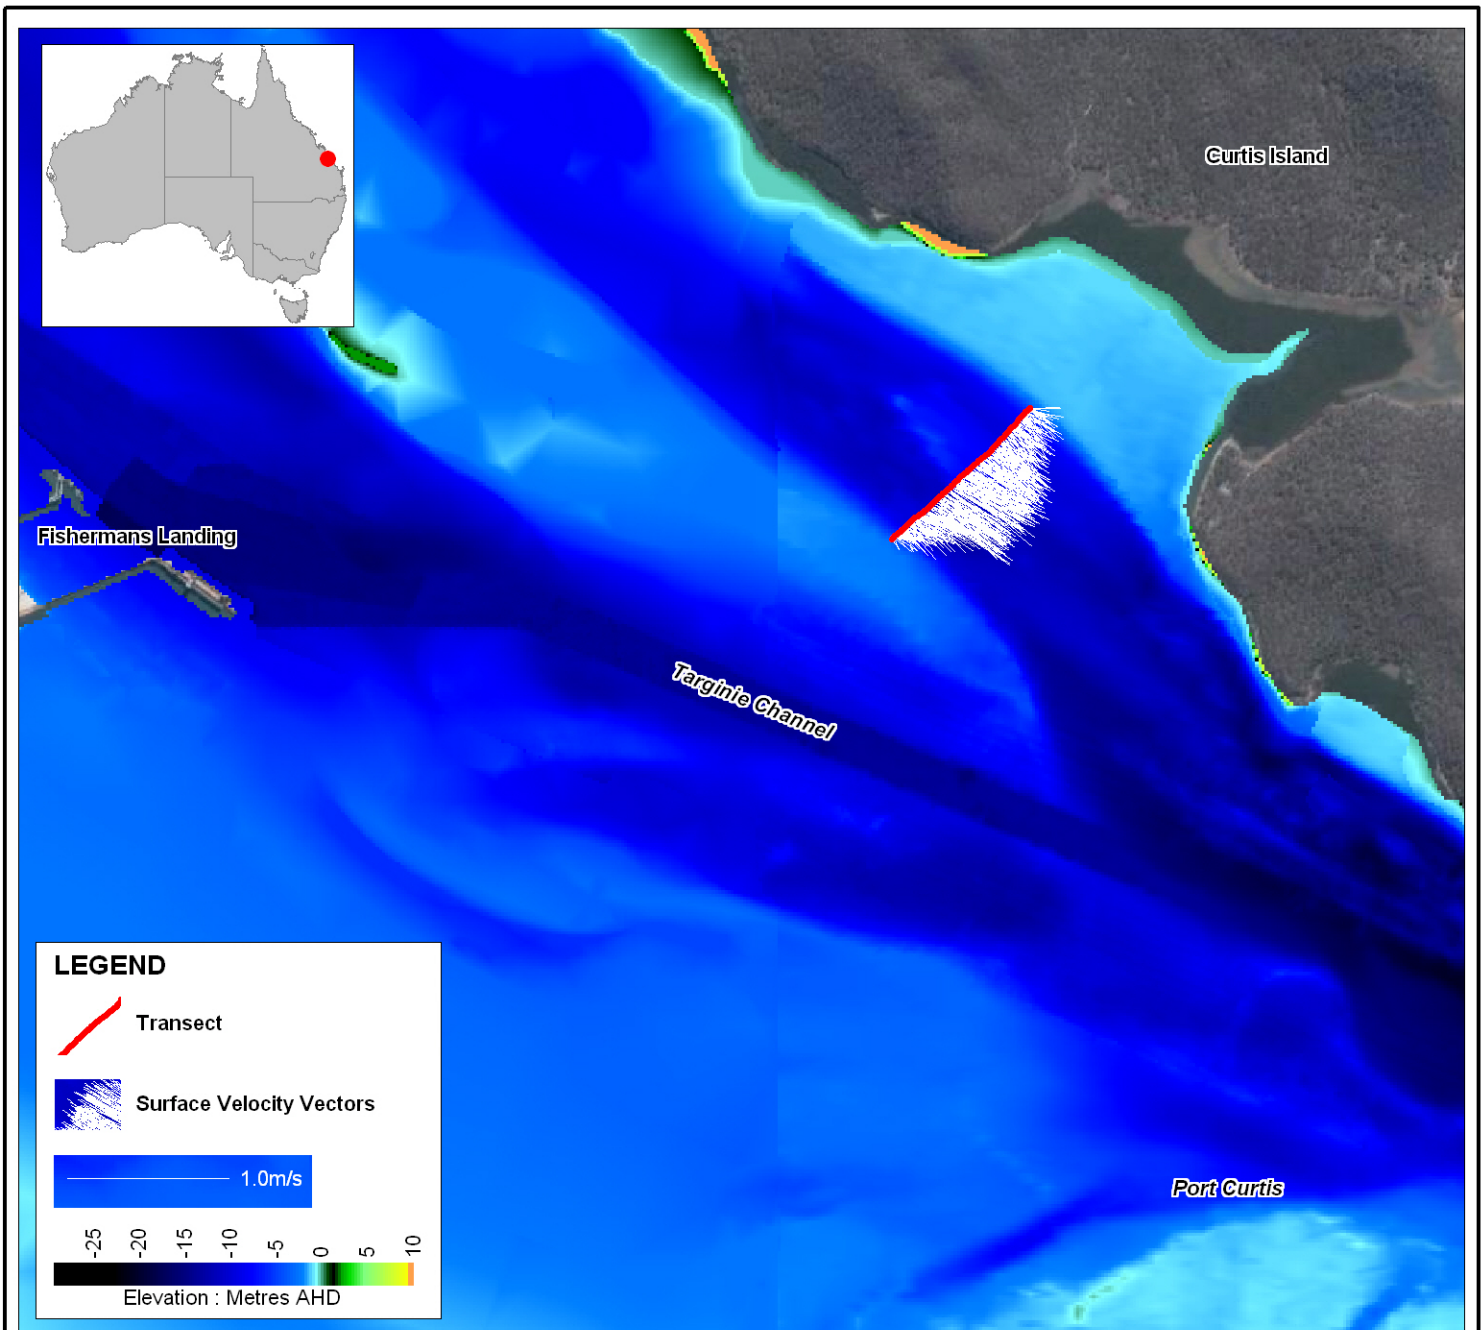 Curtis Island
Fishermans Landing
Targinie Channel
Port Curtis
LEGEND
Transect
Surface Velocity Vectors
1.0m/s
-25 -20 -15 -10 -5 0 5 10
Elevation : Metres AHD